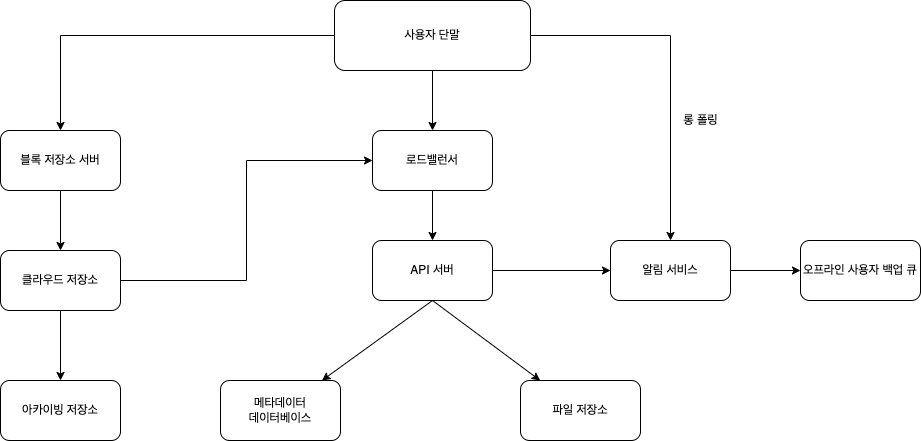 사용자 단말
롱 폴링
블록 저장소 서버
로드밸런서
클라우드 저장소
API 서버
알림 서비스
오프라인 사용자 백업 큐
아카이빙 저장소
메타데이터
데이터베이스
파일 저장소